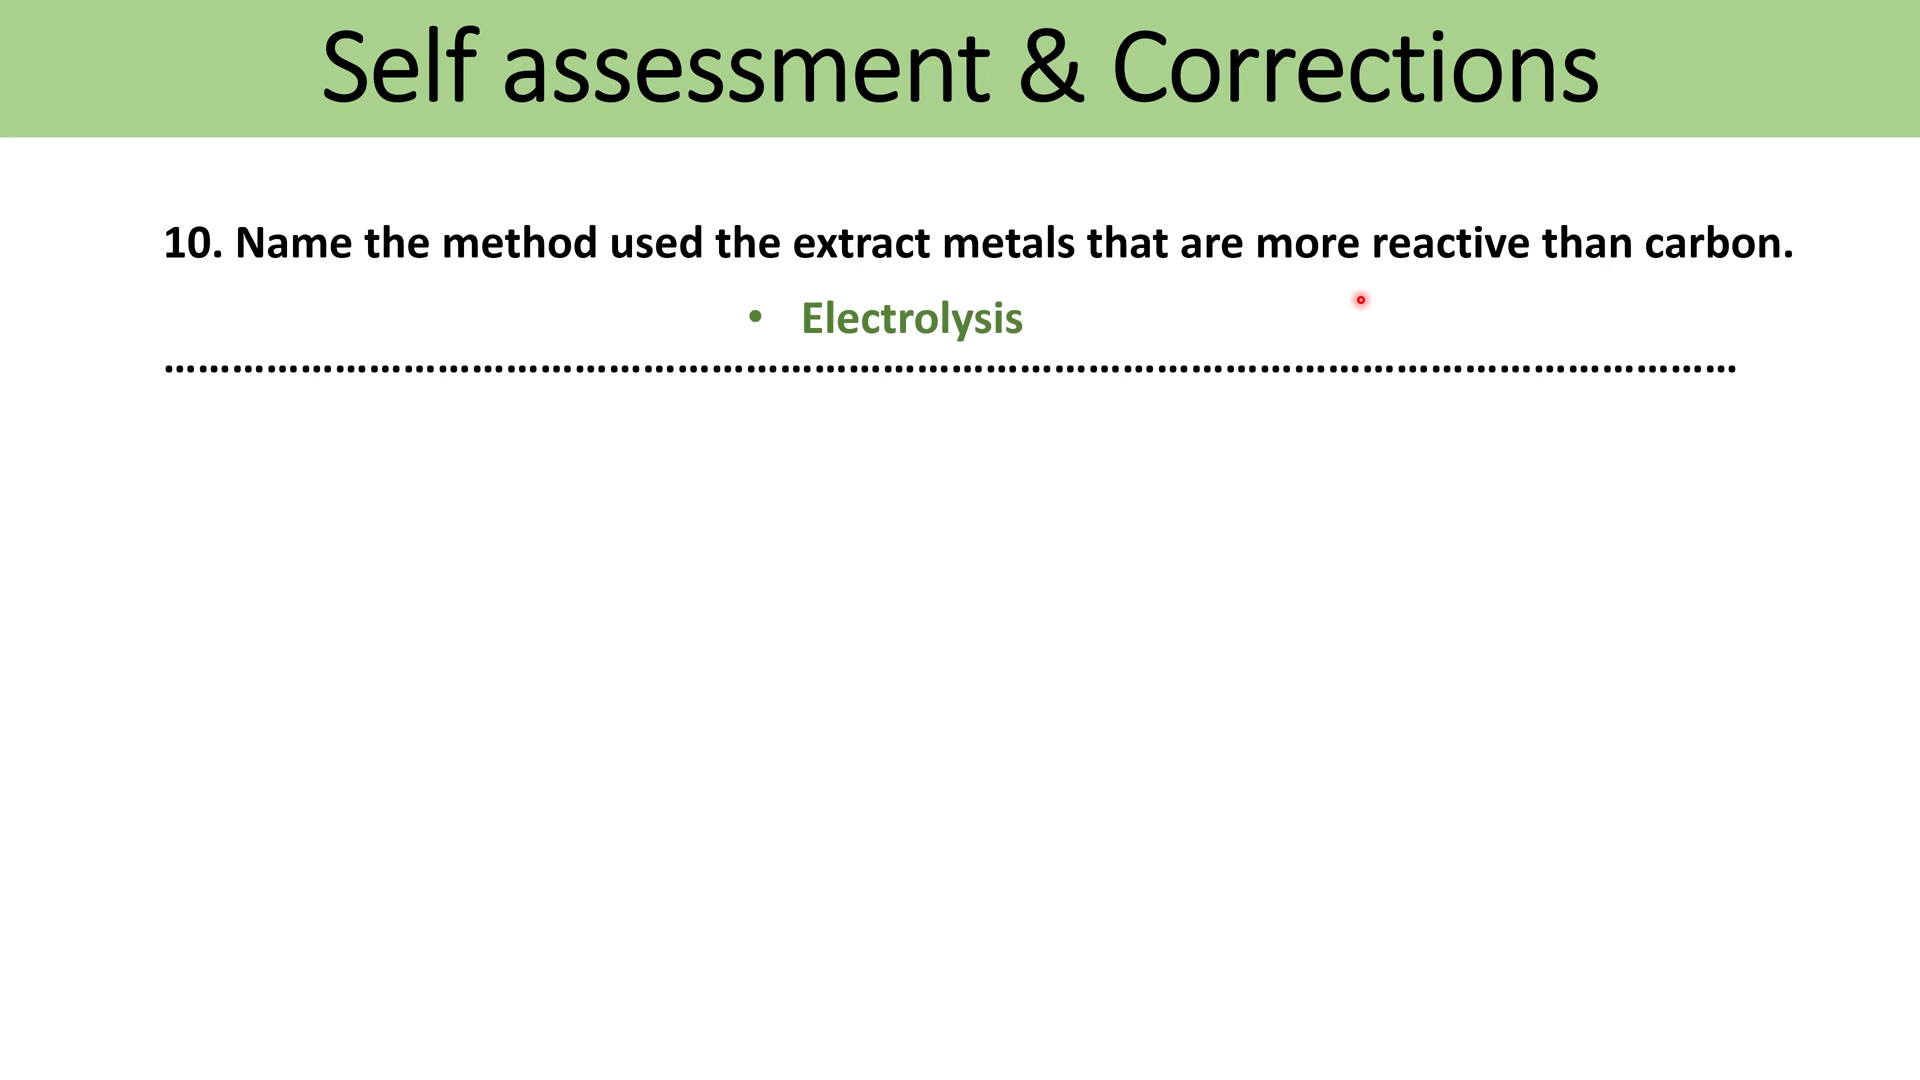 Self assessment & Corrections
10. Name the method used the extract metals that are more reactive than carbon.
• Electrolysis
……………………………………………………………………………………………………………………………